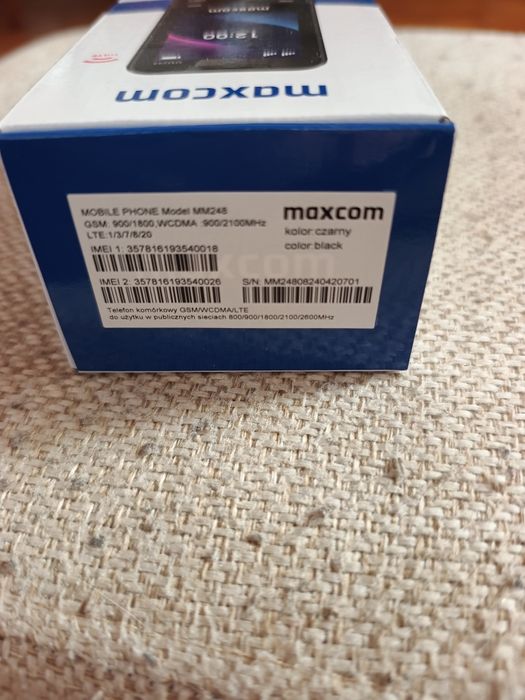 maxcom
12:00
maxcom
MOBILE PHONE Model MM248
GSM: 900/1800,WCDMA :900/2100MHz
LTE:1/3/7/8/20
IMEI 1: 357816193540018
IMEI 2: 357816193540026
maxcom
kolor:czarny
color:black
S/N: MM24808240420701
Telefon komórkowy GSM/WCDMA/LTE
do użytku w publicznych sieciach 800/900/1800/2100/2600MHz